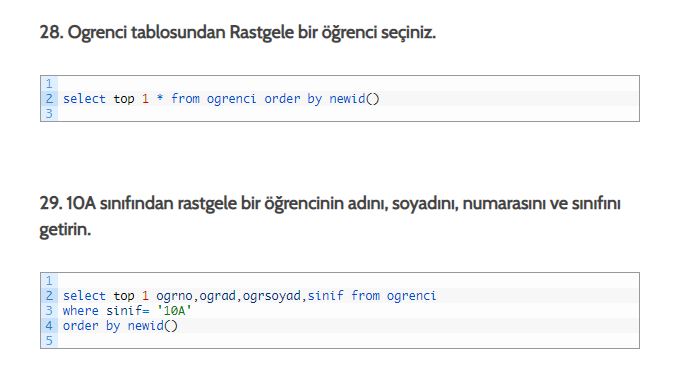 28. Ogrenci tablosundan Rastgele bir öğrenci seçiniz.
1
2 select top 1 * from ogrenci order by newid()
3
29. 10A sınıfından rastgele bir öğrencinin adını, soyadını, numarasını ve sınıfını
getirin.
1
2 select top 1 ogrno,ograd,ogrsoyad,sinif from ogrenci
3 where sinif= '10A'
4 order by newid()
5